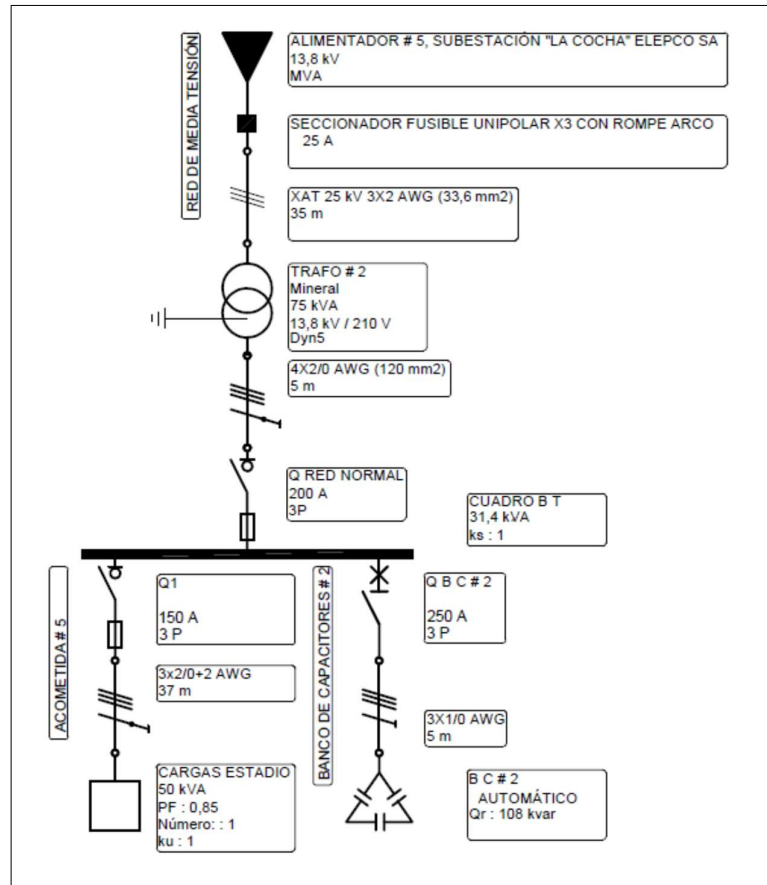 RED DE MEDIA TENSIÓN
ALIMENTADOR # 5, SUBESTACIÓN "LA COCHA" ELEPCO SA
13,8 kV
MVA
SECCIONADOR FUSIBLE UNIPOLAR X3 CON ROMPE ARCO
25 A
XAT 25 kV 3X2 AWG (33,6 mm2)
35 m
TRAFO # 2
Mineral
75 kVA
13,8 kV / 210 V
Dyn5
4X2/0 AWG (120 mm2)
5 m
Q RED NORMAL
200 A
3P
CUADRO B T
31,4 kVA
ks : 1
ACOMETIDA # 5
Q1
150 A
3 P
3x2/0+2 AWG
37 m
CARGAS ESTADIO
50 kVA
PF : 0,85
Número: : 1
ku : 1
BANCO DE CAPACITORES # 2
Q B C # 2
250 A
3 P
3X1/0 AWG
5 m
B C # 2
AUTOMÁTICO
Qr : 108 kvar